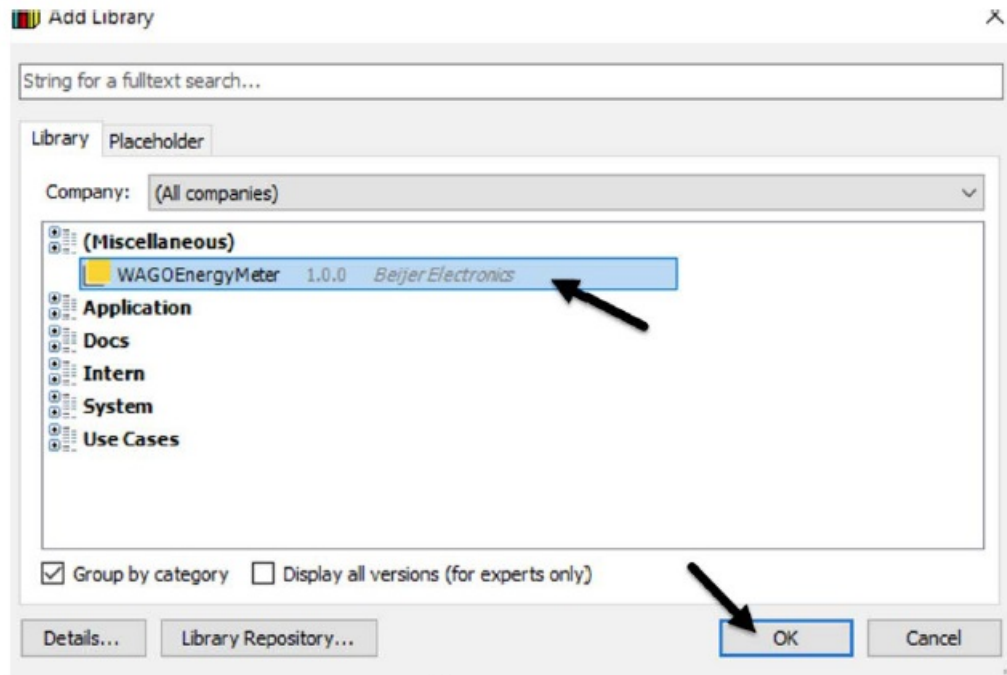 Add Library
String for a fulltext search...
Library Placeholder
Company: (All companies)
(Miscellaneous)
WAGOEnergyMeter 1.0.0 Beijer Electronics
Application
Docs
Intern
System
Use Cases
Group by category Display all versions (for experts only)
Details... Library Repository... OK Cancel